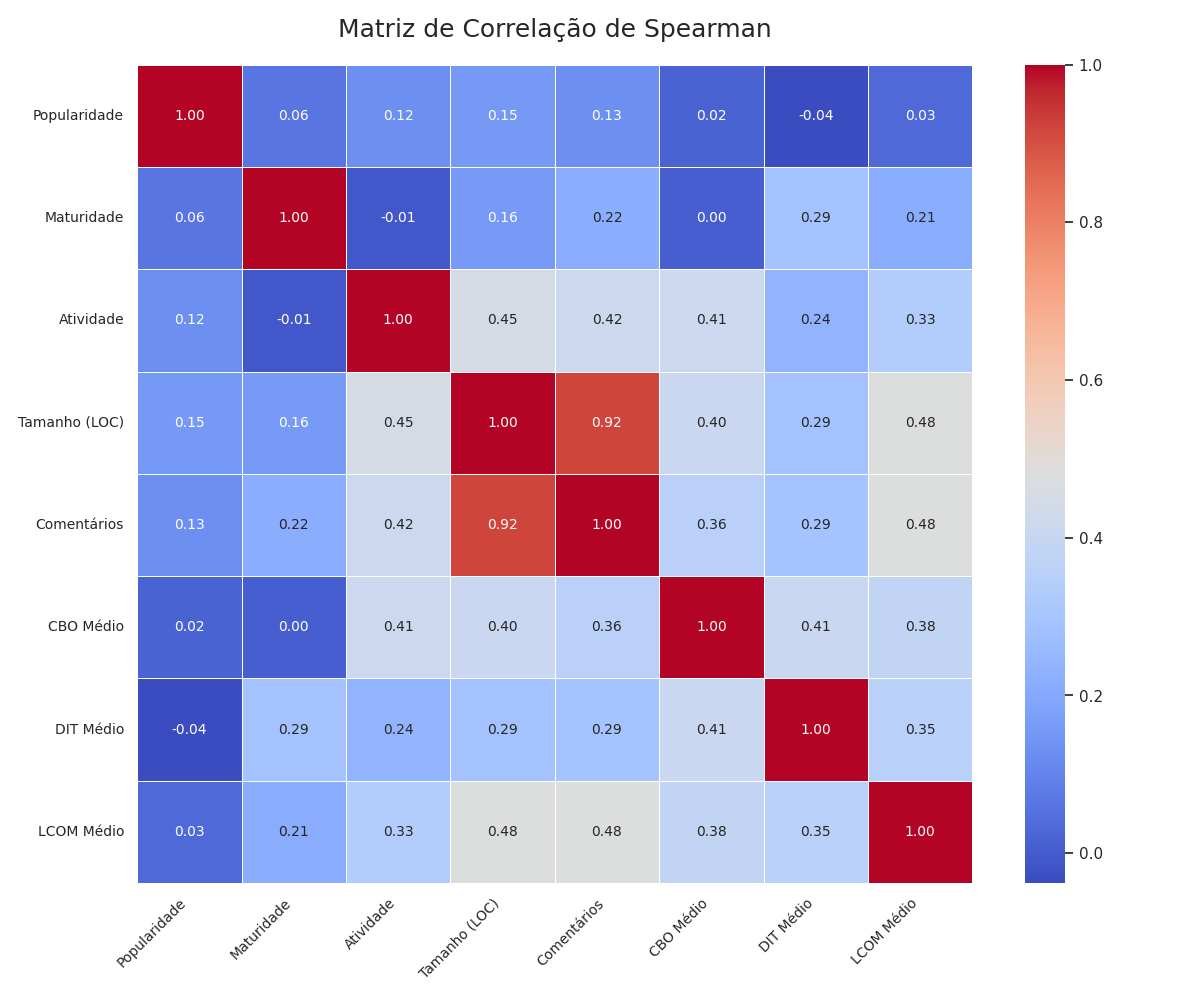 Matriz de Correlação de Spearman
Popularidade 1.00 0.06 0.12 0.15 0.13 0.02 -0.04 0.03
Maturidade 0.06 1.00 -0.01 0.16 0.22 0.00 0.29 0.21
Atividade 0.12 -0.01 1.00 0.45 0.42 0.41 0.24 0.33
Tamanho (LOC) 0.15 0.16 0.45 1.00 0.92 0.40 0.29 0.48
Comentários 0.13 0.22 0.42 0.92 1.00 0.36 0.29 0.48
CBO Médio 0.02 0.00 0.41 0.40 0.36 1.00 0.41 0.38
DIT Médio -0.04 0.29 0.24 0.29 0.29 0.41 1.00 0.35
LCOM Médio 0.03 0.21 0.33 0.48 0.48 0.38 0.35 1.00
Popularidade Maturidade Atividade Tamanho (LOC) Comentários CBO Médio DIT Médio LCOM Médio
1.0
0.8
0.6
0.4
0.2
0.0